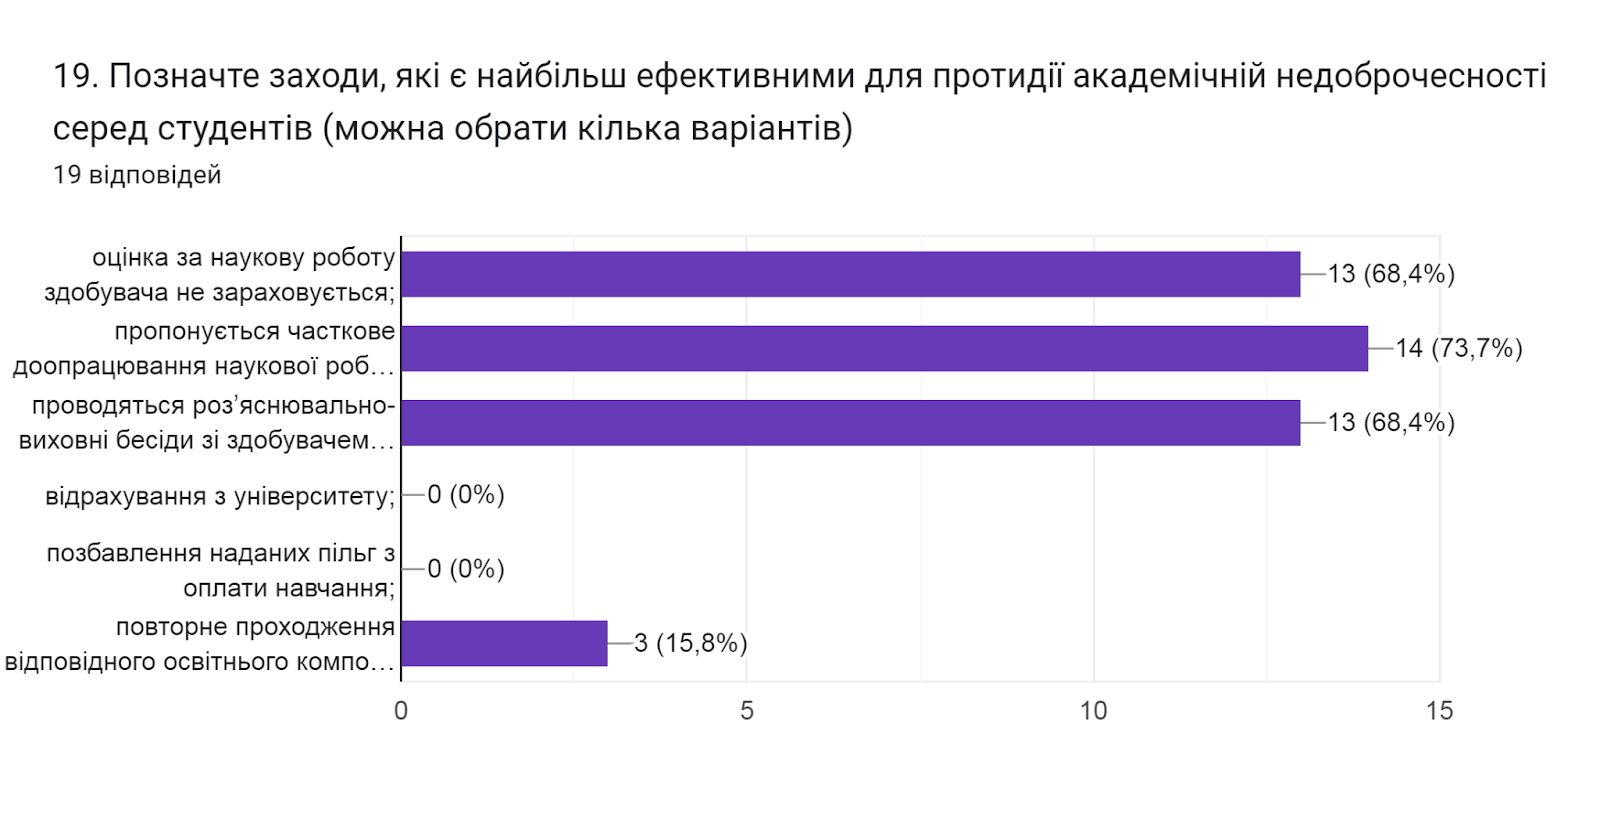 19. Позначте заходи, які є найбільш ефективними для протидії академічній недоброчесності
серед студентів (можна обрати кілька варіантів)
19 відповідей
оцінка за наукову роботу
здобувача не зараховується;
13 (68,4%)
пропонується часткове
доопрацювання наукової роб…
14 (73,7%)
проводяться роз’яснювально-
виховні бесіди зі здобувачем…
13 (68,4%)
відрахування з університету;
0 (0%)
позбавлення наданих пільг з
оплати навчання;
0 (0%)
повторне проходження
відповідного освітнього компо…
3 (15,8%)
0 5 10 15